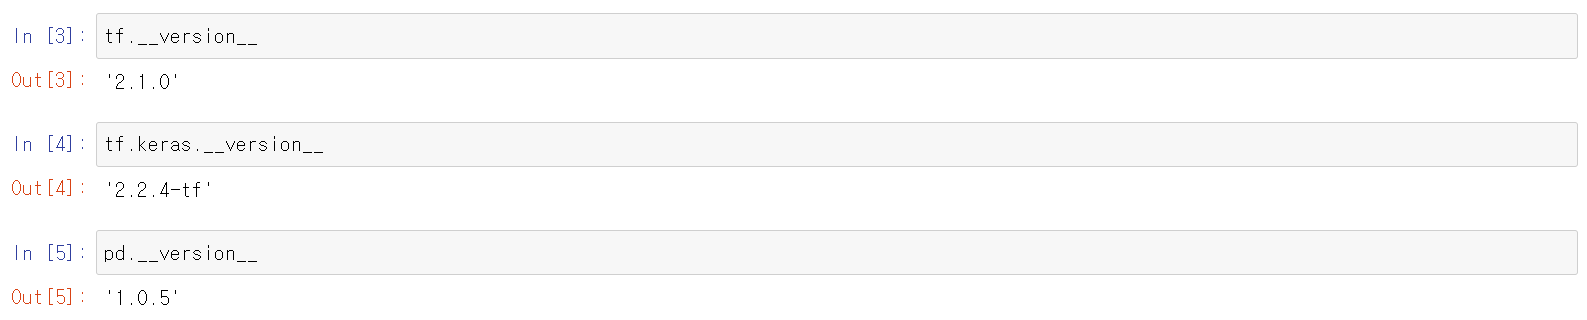 In [3]: tf.__version__
Out[3]: '2.1.0'
In [4]: tf.keras.__version__
Out[4]: '2.2.4-tf'
In [5]: pd.__version__
Out[5]: '1.0.5'